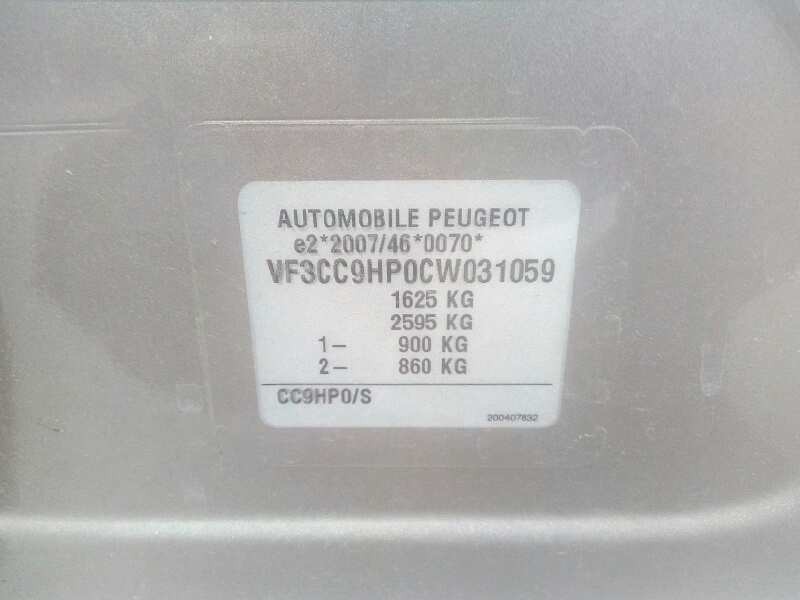 AUTOMOBILE PEUGEOT
e2*2007/46*0070*
VF3CC9HP0CW031059
1625 KG
2595 KG
1- 900 KG
2- 860 KG
CC9HP0/S
200407832